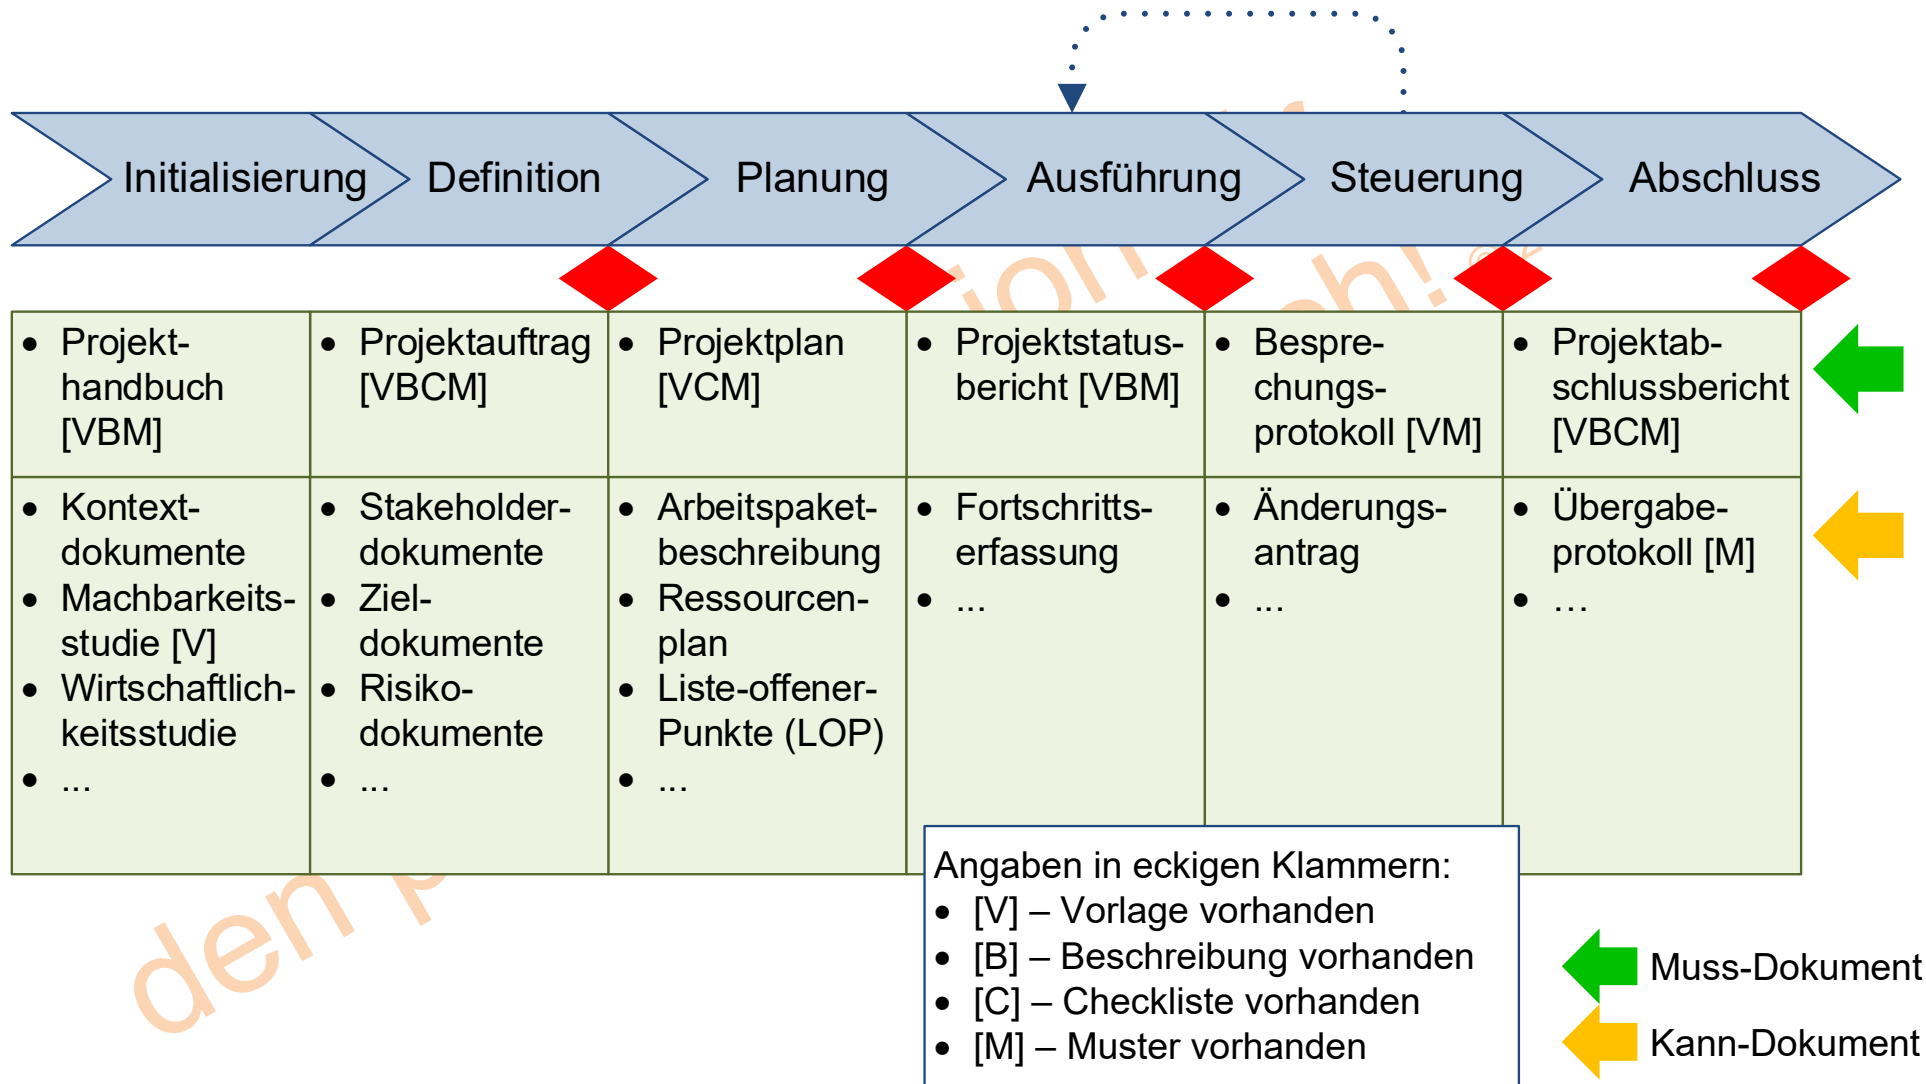 Initialisierung
Definition
Planung
Ausführung
Steuerung
Abschluss
• Projekt-
handbuch
[VBM]
• Projektauftrag
[VBCM]
• Projektplan
[VCM]
• Projektstatus-
bericht [VBM]
• Bespre-
chungs-
protokoll [VM]
• Projektab-
schlussbericht
[VBCM]
• Kontext-
dokumente
• Machbarkeits-
studie [V]
• Wirtschaftlich-
keitsstudie
• ...
• Stakeholder-
dokumente
• Ziel-
dokumente
• Risiko-
dokumente
• ...
• Arbeitspaket-
beschreibung
• Ressourcen-
plan
• Liste-offener-
Punkte (LOP)
• ...
• Fortschritts-
erfassung
• ...
• Änderungs-
antrag
• ...
• Übergabe-
protokoll [M]
• …
Angaben in eckigen Klammern:
• [V] – Vorlage vorhanden
• [B] – Beschreibung vorhanden
• [C] – Checkliste vorhanden
• [M] – Muster vorhanden
Muss-Dokument
Kann-Dokument
den